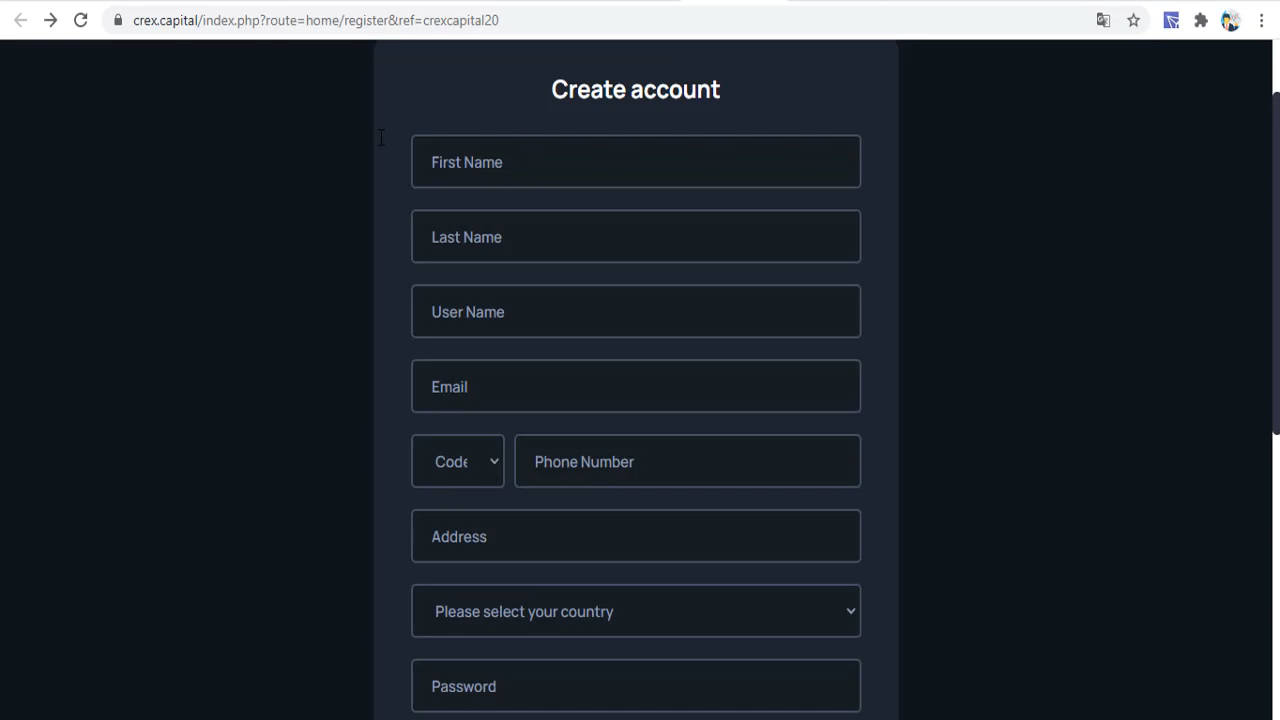 crex.capital/index.php?route=home/register&ref=crexcapital20
Create account
First Name
Last Name
User Name
Email
Code Phone Number
Address
Please select your country
Password